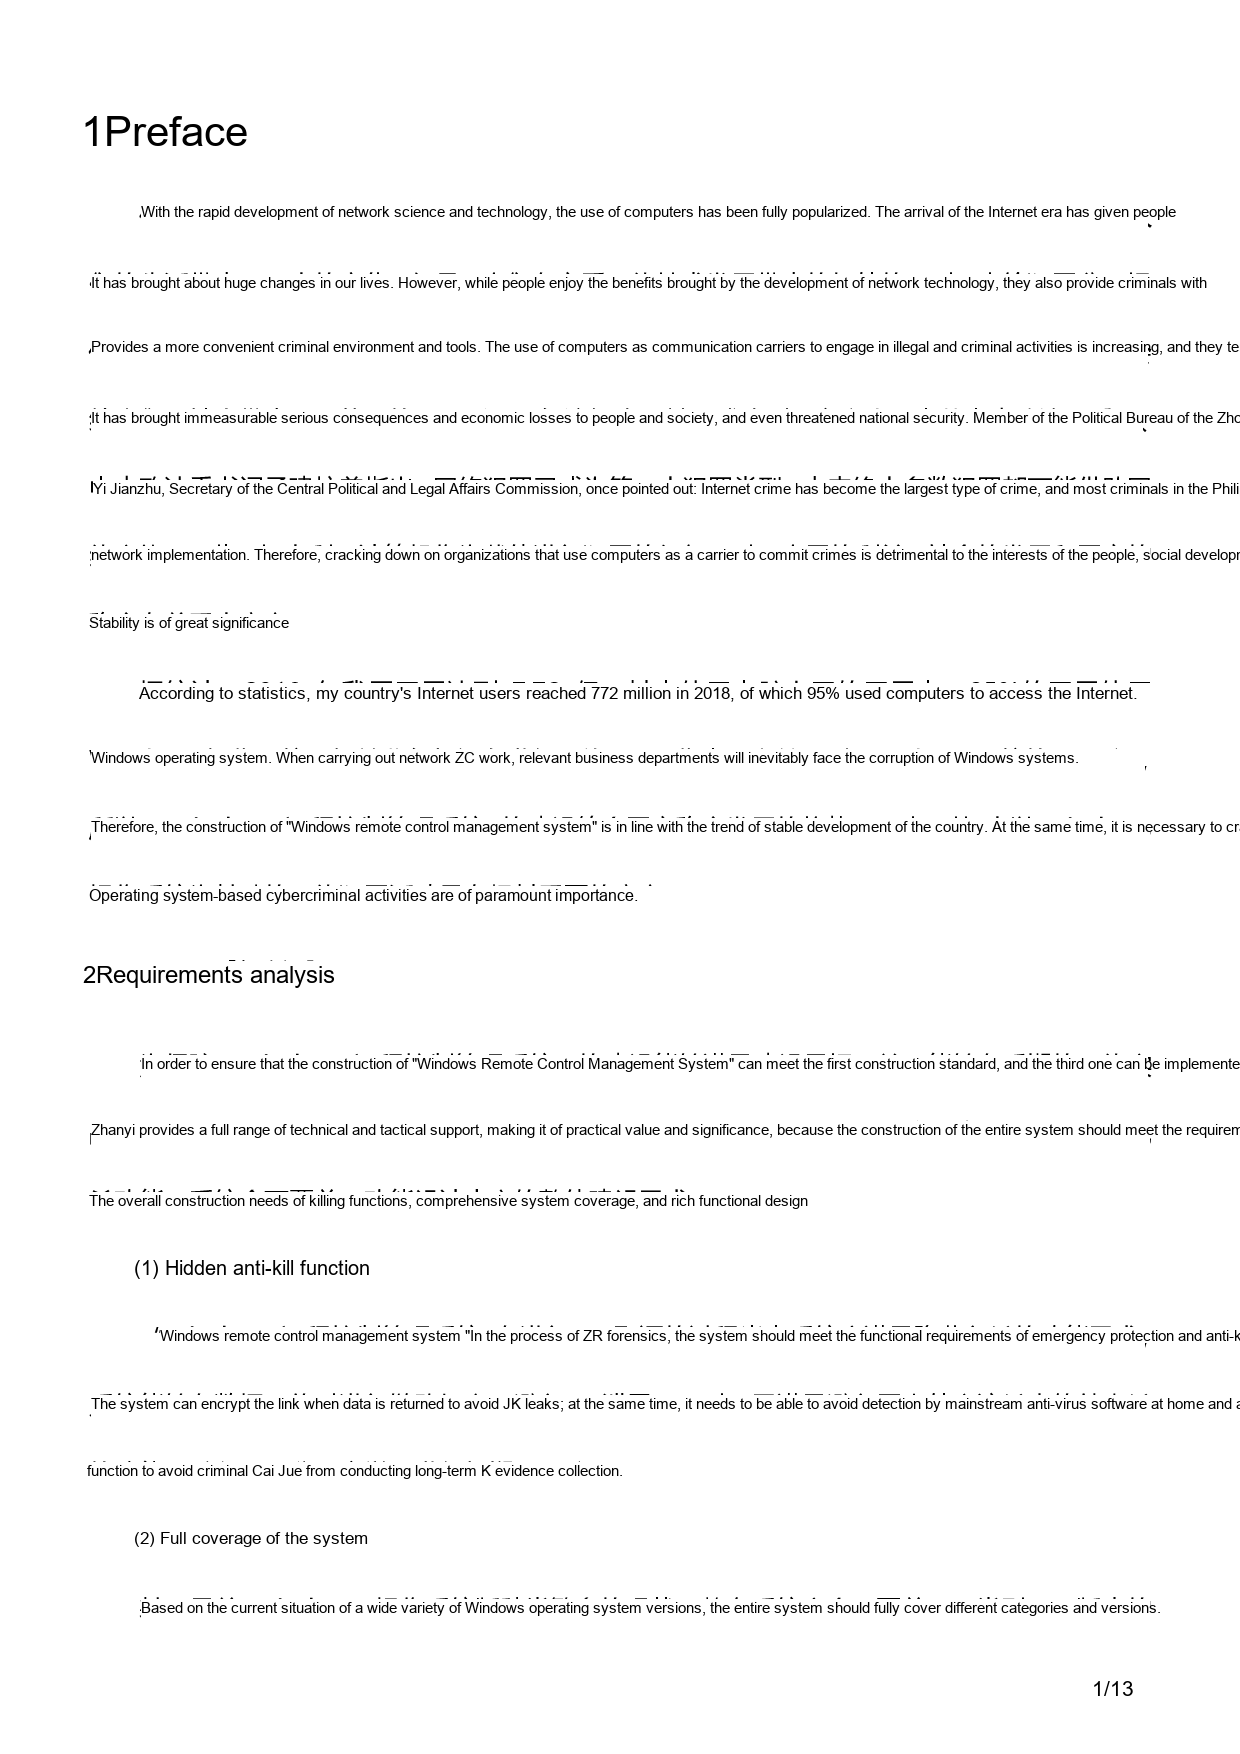 1Preface
With the rapid development of network science and technology, the use of computers has been fully popularized. The arrival of the Internet era has given people
It has brought about huge changes in our lives. However, while people enjoy the benefits brought by the development of network technology, they also provide criminals with
Provides a more convenient criminal environment and tools. The use of computers as communication carriers to engage in illegal and criminal activities is increasing, and they te
It has brought immeasurable serious consequences and economic losses to people and society, and even threatened national security. Member of the Political Bureau of the Zho
Yi Jianzhu, Secretary of the Central Political and Legal Affairs Commission, once pointed out: Internet crime has become the largest type of crime, and most criminals in the Phili
network implementation. Therefore, cracking down on organizations that use computers as a carrier to commit crimes is detrimental to the interests of the people, social developm
Stability is of great significance
According to statistics, my country's Internet users reached 772 million in 2018, of which 95% used computers to access the Internet.
Windows operating system. When carrying out network ZC work, relevant business departments will inevitably face the corruption of Windows systems.
Therefore, the construction of "Windows remote control management system" is in line with the trend of stable development of the country. At the same time, it is necessary to cr
Operating system-based cybercriminal activities are of paramount importance.
2Requirements analysis
In order to ensure that the construction of "Windows Remote Control Management System" can meet the first construction standard, and the third one can be implemente
Zhanyi provides a full range of technical and tactical support, making it of practical value and significance, because the construction of the entire system should meet the requirem
The overall construction needs of killing functions, comprehensive system coverage, and rich functional design
(1) Hidden anti-kill function
"Windows remote control management system "In the process of ZR forensics, the system should meet the functional requirements of emergency protection and anti-k
The system can encrypt the link when data is returned to avoid JK leaks; at the same time, it needs to be able to avoid detection by mainstream anti-virus software at home and a
function to avoid criminal Cai Jue from conducting long-term K evidence collection.
(2) Full coverage of the system
Based on the current situation of a wide variety of Windows operating system versions, the entire system should fully cover different categories and versions.
1/13